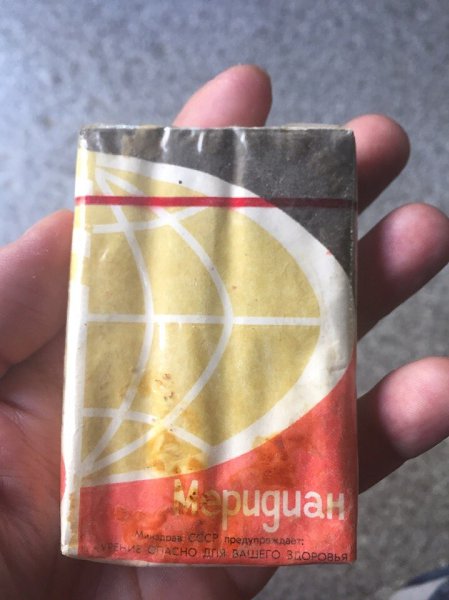 Меридиан
Минздрав СССР предупреждает:
КУРЕНИЕ ОПАСНО ДЛЯ ВАШЕГО ЗДОРОВЬЯ